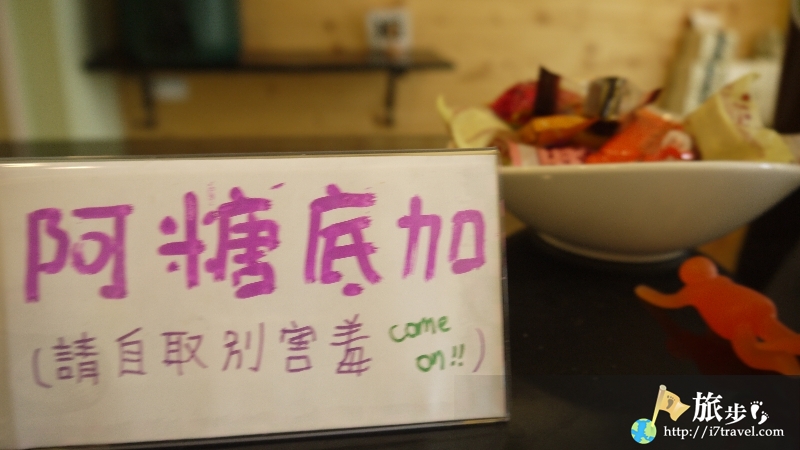 阿糖底加
(請自取別害羞 come on!!)
旅步
http://i7travel.com